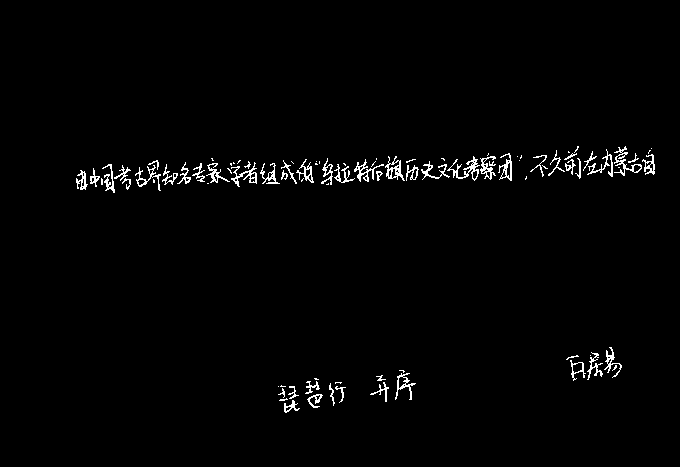 由中国考古界知名专家学者组成的“乌拉特后旗历史文化考察团”,不久前在内蒙古自
白居易
琵琶行 并序